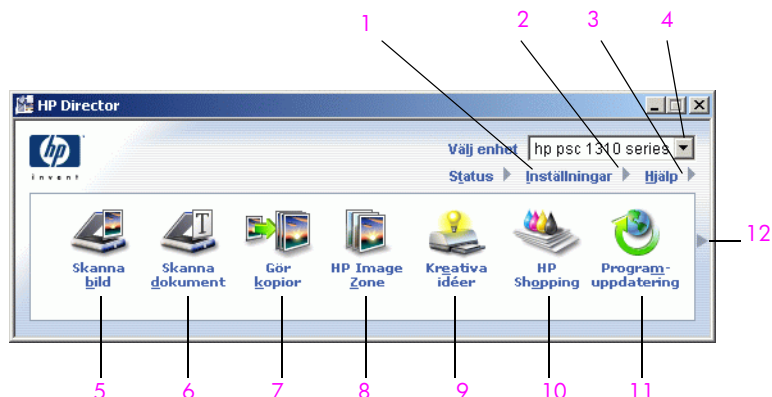 1 2 3 4
HP Director
hp
invent
Välj enhet hp psc 1310 series
Status Inställningar Hjälp
T
Skanna bild
Skanna dokument
Gör kopior
HP Image Zone
Kreativa idéer
HP Shopping
Program-uppdatering
12
5 6 7 8 9 10 11